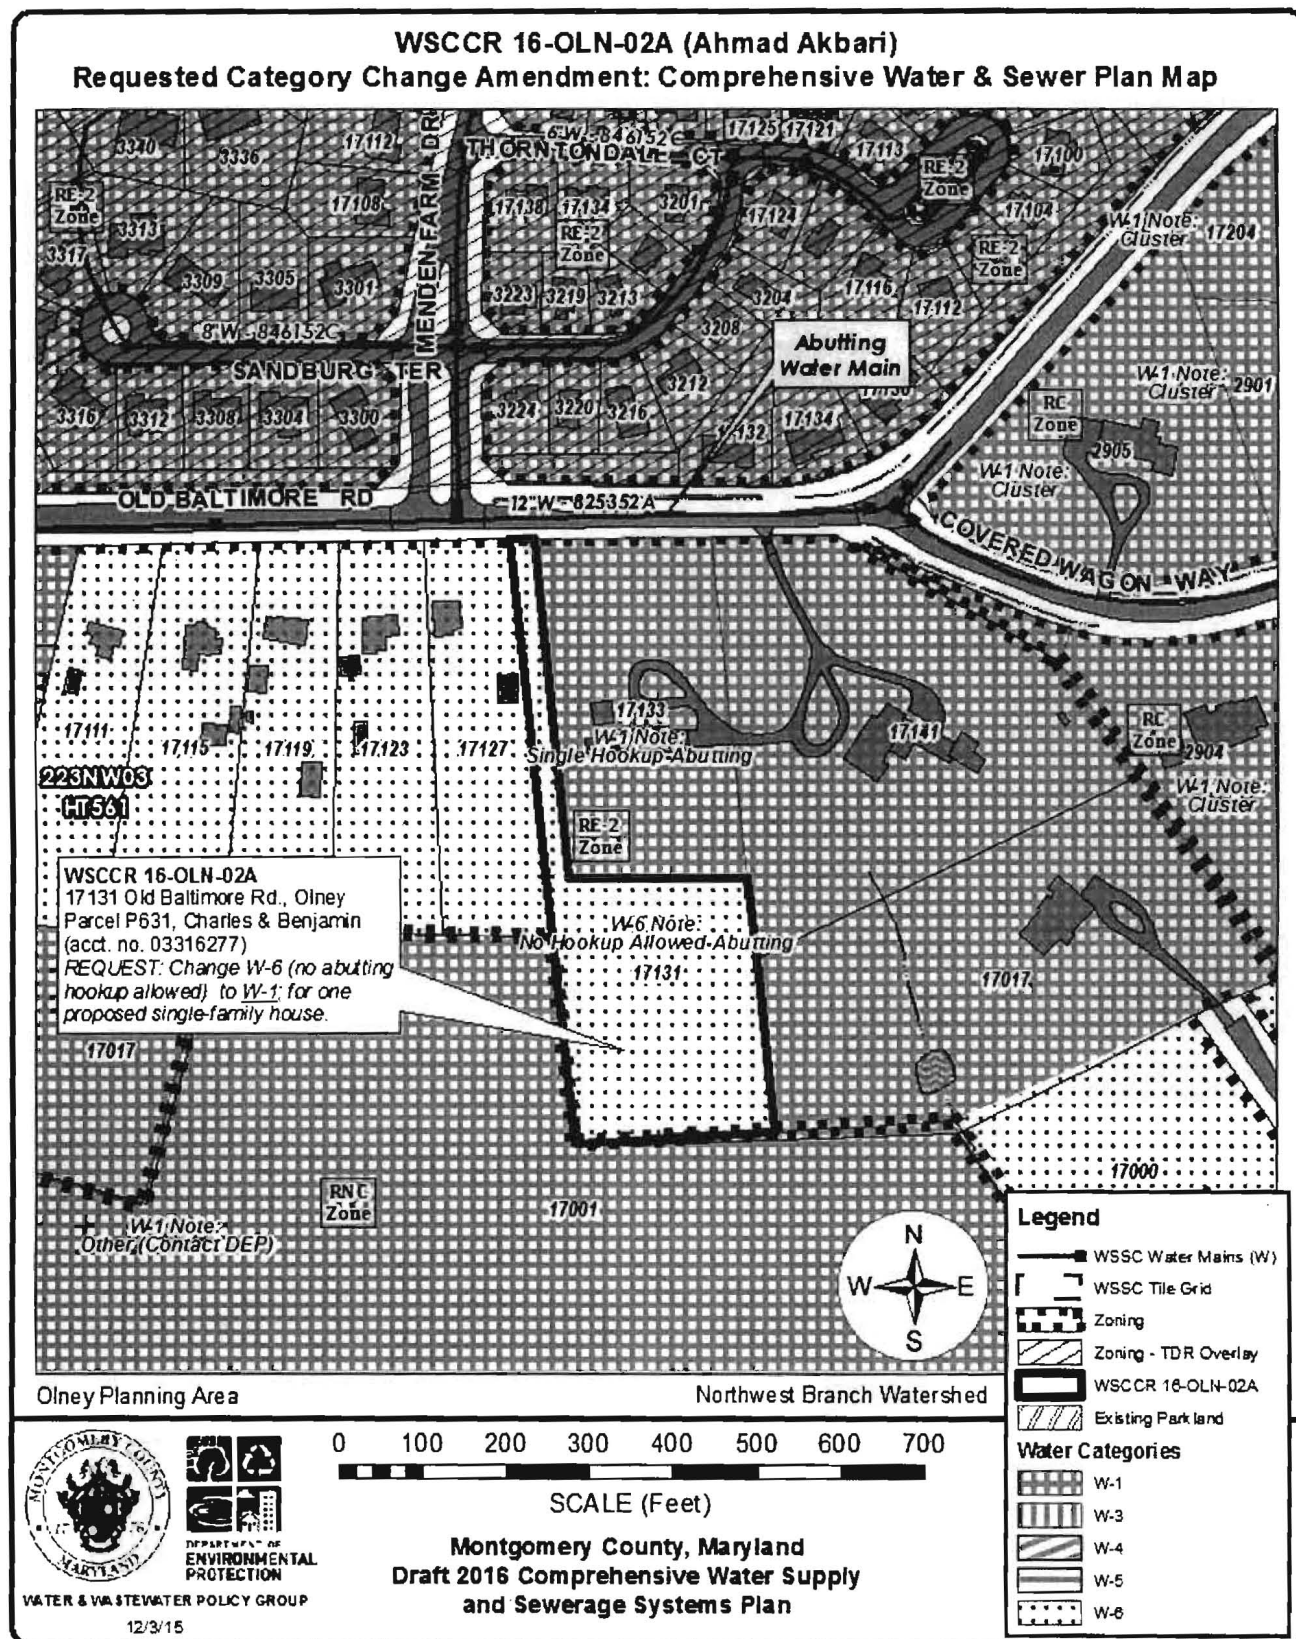 WSCCR 16-OLN-02A (Ahmad Akbari)
Requested Category Change Amendment: Comprehensive Water & Sewer Plan Map
3340
3336
17112
MENDENFARM DR
6"W - 846152C
THORNTONDALE CT
17125
17121
17113
RE-2
Zone
17100
RE-2
Zone
17108
17138
17134
3201
17124
17104
W-1 Note:
Cluster
17204
3313
3317
RE-2
Zone
RE-2
Zone
3309
3305
3301
3223
3219
3213
3204
17116
17112
8"W - 846152C
3208
SANDBURG TER
Abutting
Water Main
3212
W-1 Note:
Cluster
2901
3316
3312
3308
3304
3300
3224
3220
3216
17134
RC
Zone
2905
W-1 Note:
Cluster
OLD BALTIMORE RD
12"W - 825352A
COVERED WAGON WAY
17133
W-1 Note:
Single Hookup-Abutting
17141
RC
Zone
2904
W-1 Note:
Cluster
17111
17115
17119
17123
17127
223NW03
HT561
RE-2
Zone
WSCCR 16-OLN-02A
17131 Old Baltimore Rd., Olney
Parcel P631, Charles & Benjamin
(acct. no. 03316277)
REQUEST: Change W-6 (no abutting
hookup allowed) to W-1; for one
proposed single-family house.
W-6 Note:
No Hookup Allowed-Abutting
17131
17017
17017
17000
RNC
Zone
17001
W-1 Note:
Other (Contact DEP)
N
W
E
S
Legend
WSSC Water Mains (W)
WSSC Tile Grid
Zoning
Zoning - TDR Overlay
WSCCR 16-OLN-02A
Existing Parkland
Water Categories
W-1
W-3
W-4
W-5
W-6
Olney Planning Area
Northwest Branch Watershed
MONTGOMERY COUNTY
17 76
MARYLAND
DEPARTMENT OF
ENVIRONMENTAL
PROTECTION
WATER & WASTEWATER POLICY GROUP
12/3/15
0 100 200 300 400 500 600 700
SCALE (Feet)
Montgomery County, Maryland
Draft 2016 Comprehensive Water Supply
and Sewerage Systems Plan